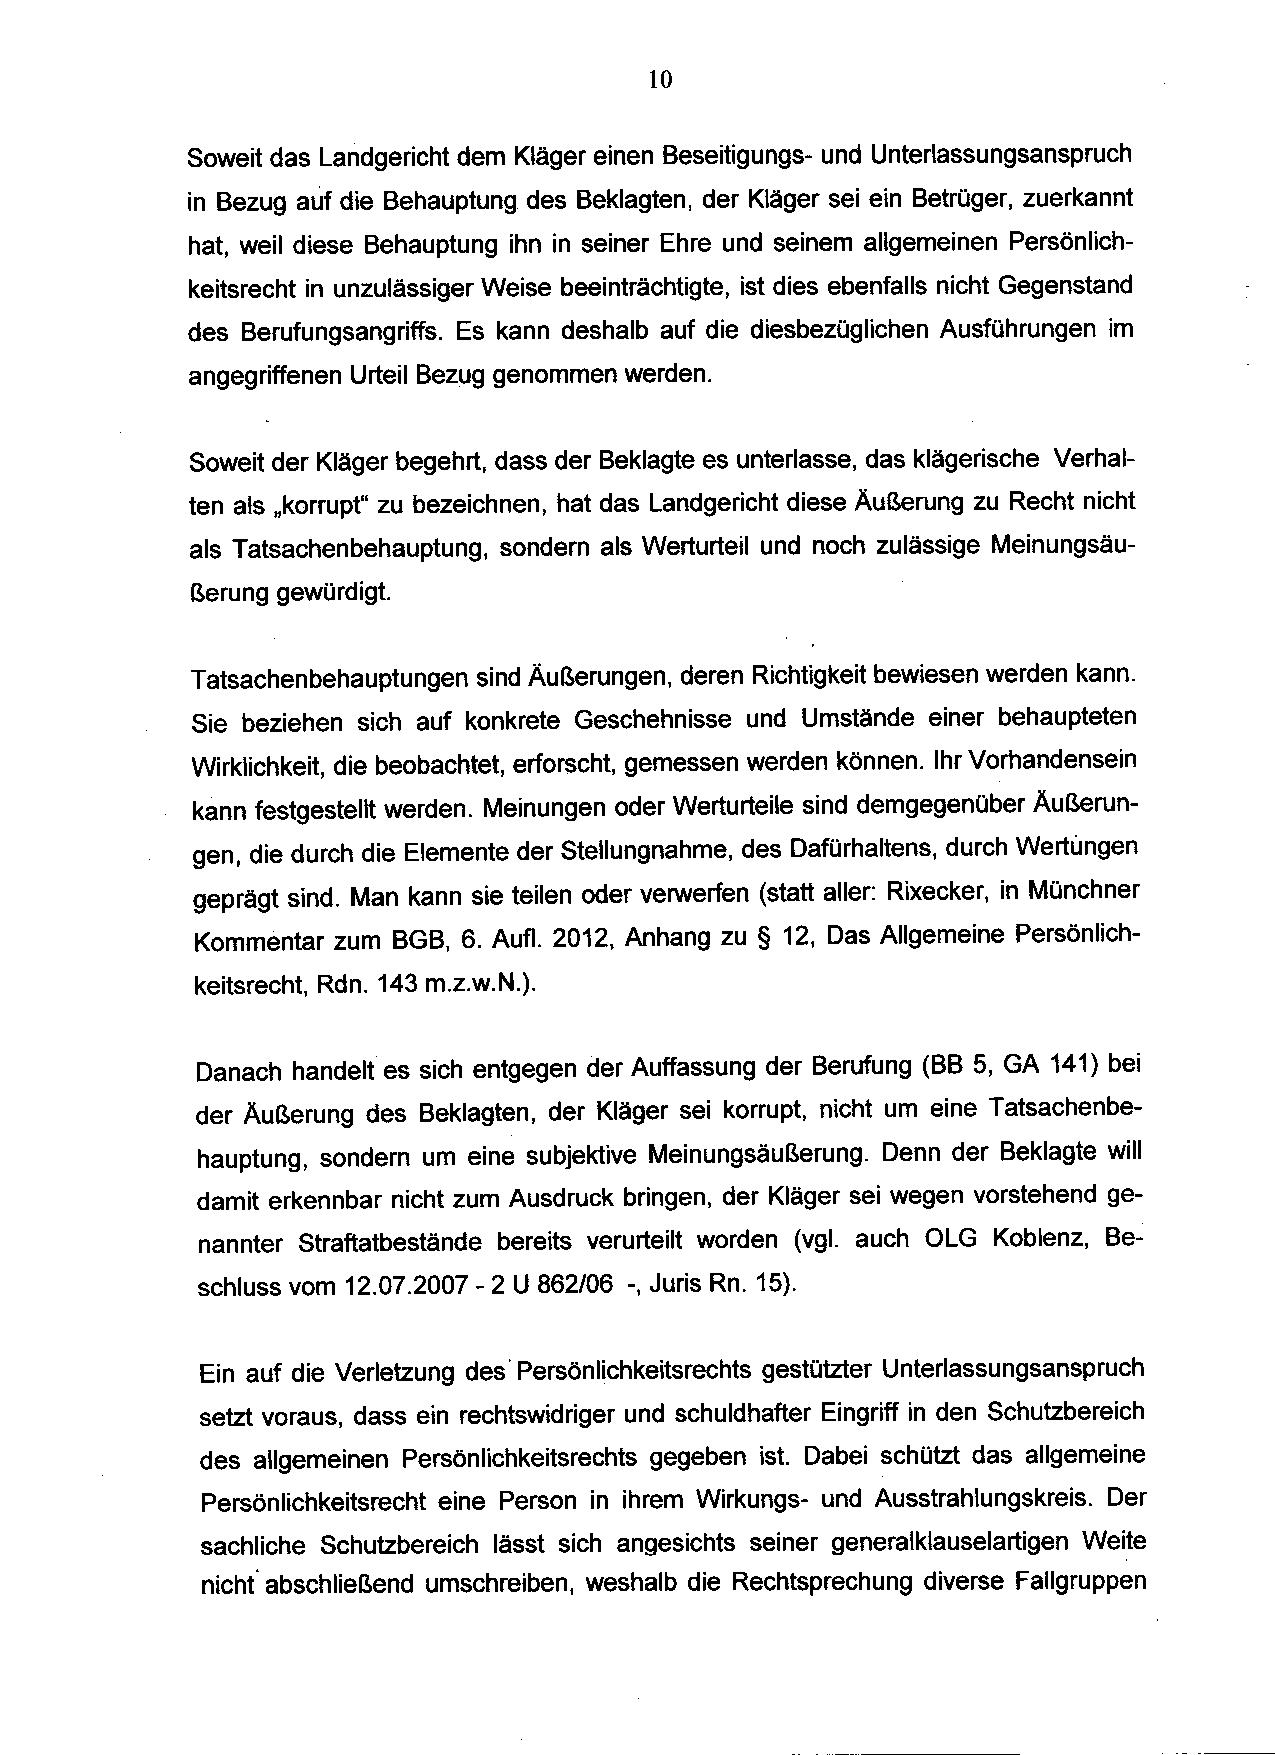 10
Soweit das Landgericht dem Kläger einen Beseitigungs- und Unterlassungsanspruch
in Bezug auf die Behauptung des Beklagten, der Kläger sei ein Betrüger, zuerkannt
hat, weil diese Behauptung ihn in seiner Ehre und seinem allgemeinen Persönlich-
keitsrecht in unzulässiger Weise beeinträchtigte, ist dies ebenfalls nicht Gegenstand
des Berufungsangriffs. Es kann deshalb auf die diesbezüglichen Ausführungen im
angegriffenen Urteil Bezug genommen werden.
Soweit der Kläger begehrt, dass der Beklagte es unterlasse, das klägerische Verhal-
ten als „korrupt“ zu bezeichnen, hat das Landgericht diese Äußerung zu Recht nicht
als Tatsachenbehauptung, sondern als Werturteil und noch zulässige Meinungsäu-
ßerung gewürdigt.
Tatsachenbehauptungen sind Äußerungen, deren Richtigkeit bewiesen werden kann.
Sie beziehen sich auf konkrete Geschehnisse und Umstände einer behaupteten
Wirklichkeit, die beobachtet, erforscht, gemessen werden können. Ihr Vorhandensein
kann festgestellt werden. Meinungen oder Werturteile sind demgegenüber Äußerun-
gen, die durch die Elemente der Stellungnahme, des Dafürhaltens, durch Wertungen
geprägt sind. Man kann sie teilen oder verwerfen (statt aller: Rixecker, in Münchner
Kommentar zum BGB, 6. Aufl. 2012, Anhang zu § 12, Das Allgemeine Persönlich-
keitsrecht, Rdn. 143 m.z.w.N.).
Danach handelt es sich entgegen der Auffassung der Berufung (BB 5, GA 141) bei
der Äußerung des Beklagten, der Kläger sei korrupt, nicht um eine Tatsachenbe-
hauptung, sondern um eine subjektive Meinungsäußerung. Denn der Beklagte will
damit erkennbar nicht zum Ausdruck bringen, der Kläger sei wegen vorstehend ge-
nannter Straftatbestände bereits verurteilt worden (vgl. auch OLG Koblenz, Be-
schluss vom 12.07.2007 - 2 U 862/06 -, Juris Rn. 15).
Ein auf die Verletzung des Persönlichkeitsrechts gestützter Unterlassungsanspruch
setzt voraus, dass ein rechtswidriger und schuldhafter Eingriff in den Schutzbereich
des allgemeinen Persönlichkeitsrechts gegeben ist. Dabei schützt das allgemeine
Persönlichkeitsrecht eine Person in ihrem Wirkungs- und Ausstrahlungskreis. Der
sachliche Schutzbereich lässt sich angesichts seiner generalklauselartigen Weite
nicht abschließend umschreiben, weshalb die Rechtsprechung diverse Fallgruppen